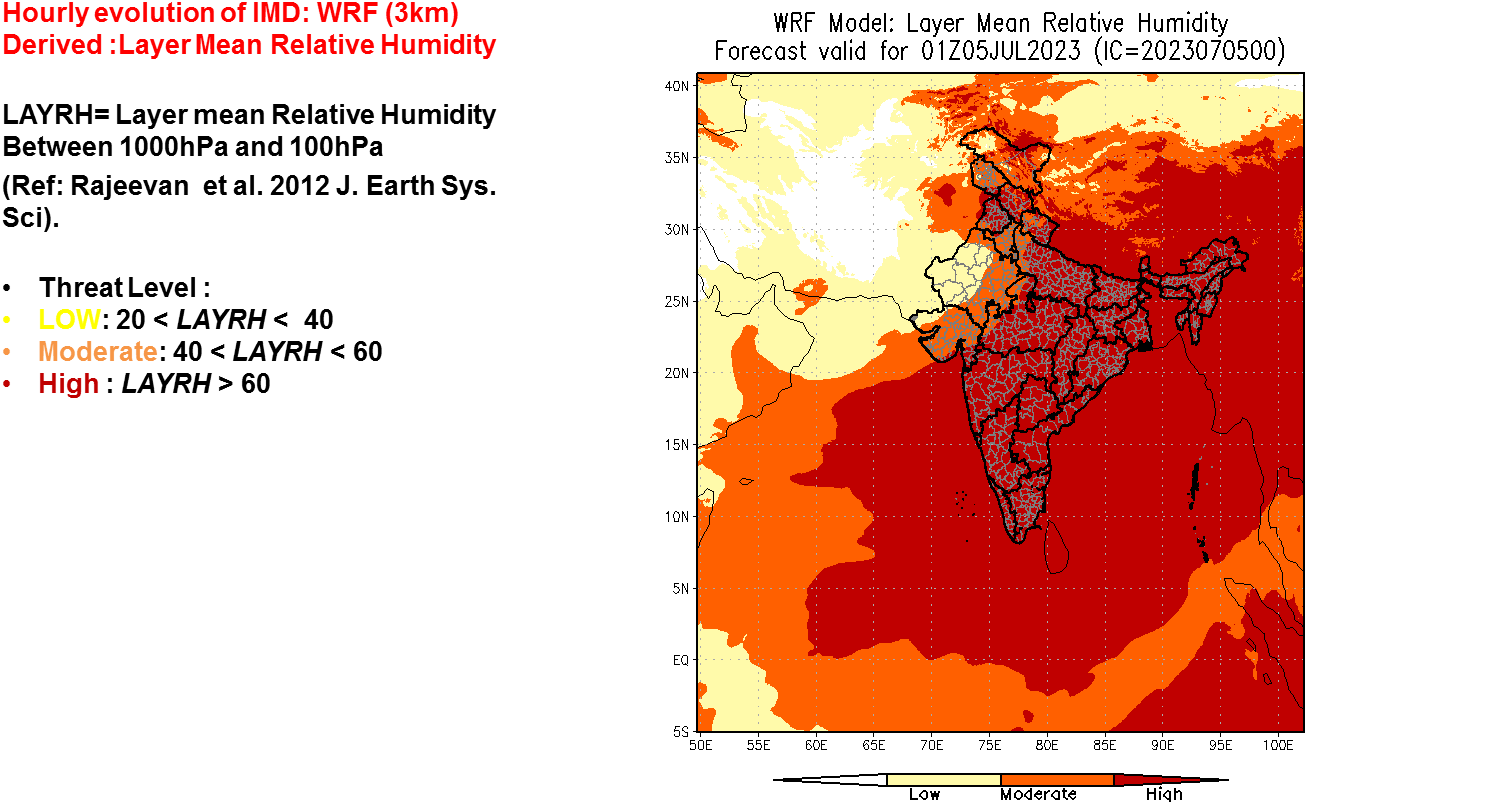 Hourly evolution of IMD: WRF (3km)
Derived :Layer Mean Relative Humidity
LAYRH= Layer mean Relative Humidity
Between 1000hPa and 100hPa
(Ref: Rajeevan et al. 2012 J. Earth Sys.
Sci).
• Threat Level :
• LOW: 20 < LAYRH < 40
• Moderate: 40 < LAYRH < 60
• High : LAYRH > 60
WRF Model: Layer Mean Relative Humidity
Forecast valid for 01Z05JUL2023 (IC=2023070500)
40N
35N
30N
25N
20N
15N
10N
5N
EQ
5S
50E 55E 60E 65E 70E 75E 80E 85E 90E 95E 100E
Low Moderate High